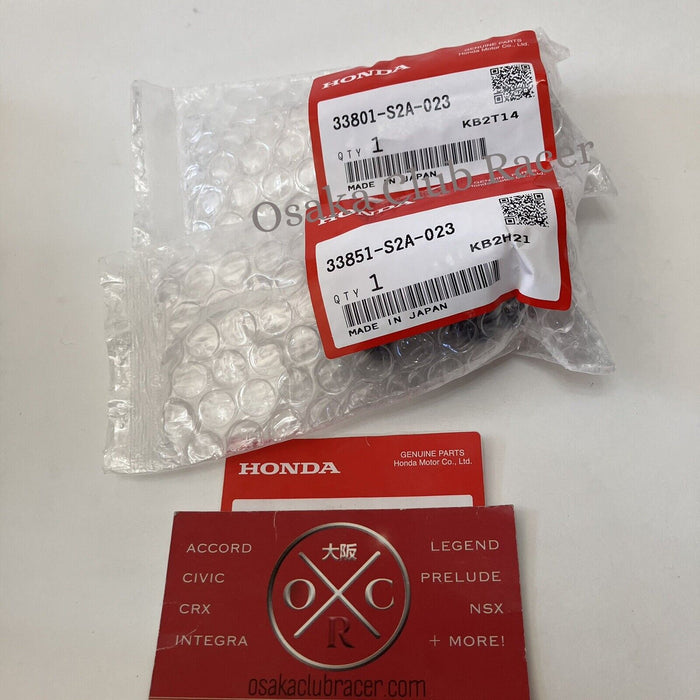 HONDA
GENUINE PARTS
Honda Motor Co., Ltd.
33801-S2A-023
KB2T14
QTY 1
MADE IN JAPAN
Osaka Club Racer
HONDA
33851-S2A-023
KB2H21
QTY 1
MADE IN JAPAN
HONDA
GENUINE PARTS
Honda Motor Co., Ltd.
ACCORD
CIVIC
CRX
INTEGRA
大阪
O C
R
LEGEND
PRELUDE
NSX
+ MORE!
osakaclubracer.com